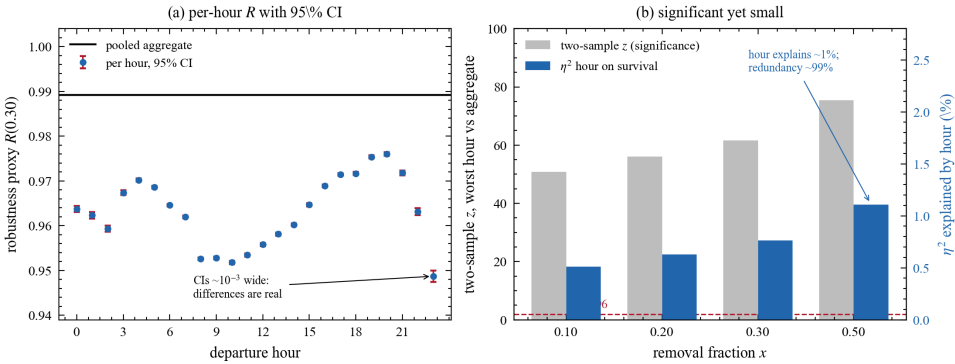 (a) per-hour R with 95\% CI
1.00
0.99
0.98
0.97
0.96
0.95
0.94
robustness proxy R(0.30)
pooled aggregate
per hour, 95% CI
CIs ~10⁻³ wide:
differences are real
0
3
6
9
12
15
18
21
departure hour
(b) significant yet small
100
80
60
40
20
0
two-sample z, worst hour vs aggregate
two-sample z (significance)
η² hour on survival
hour explains ~1%;
redundancy ~99%
6
2.5
2.0
1.5
1.0
0.5
0.0
η² explained by hour (\%)
0.10
0.20
0.30
0.50
removal fraction x